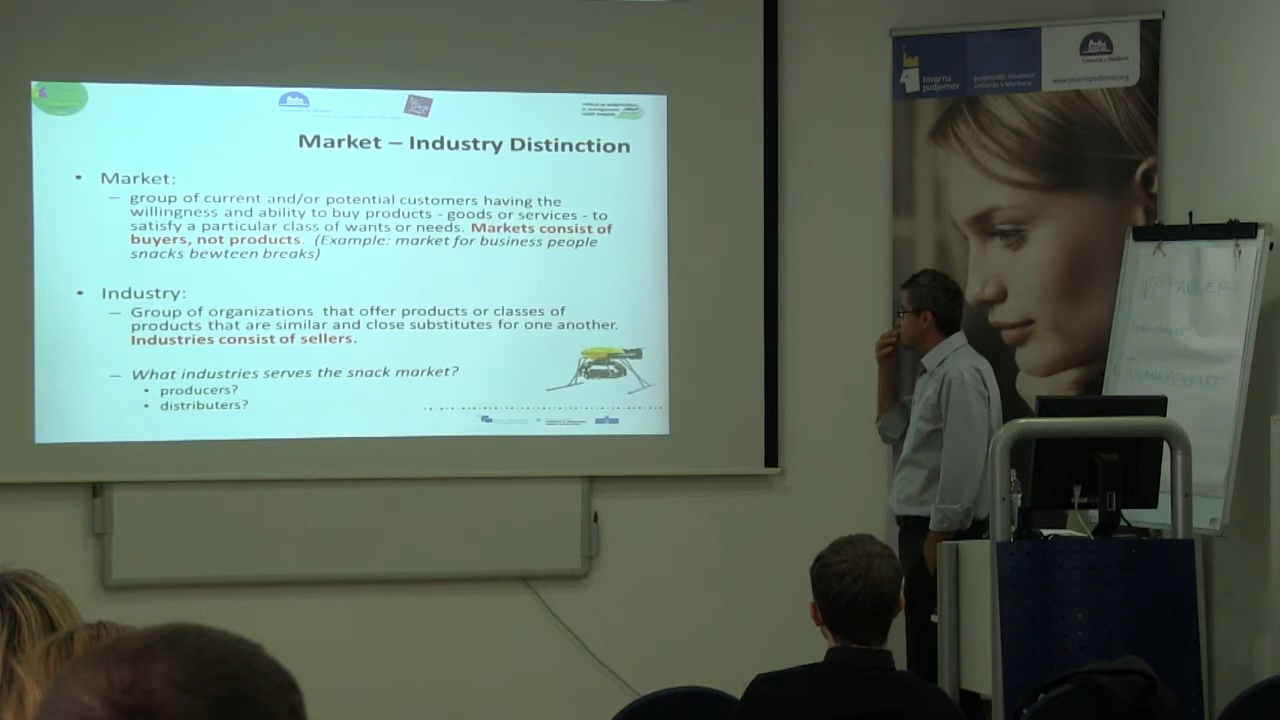 Market – Industry Distinction
• Market:
– group of current and/or potential customers having the
willingness and ability to buy products - goods or services - to
satisfy a particular class of wants or needs. Markets consist of
buyers, not products. (Example: market for business people
snacks bewteen breaks)
• Industry:
– Group of organizations that offer products or classes of
products that are similar and close substitutes for one another.
Industries consist of sellers.
– What industries serves the snack market?
• producers?
• distributers?
tovarna
podjemov
podjetniški inkubator
Univerze v Mariboru
www.tovarnapodjemov.org